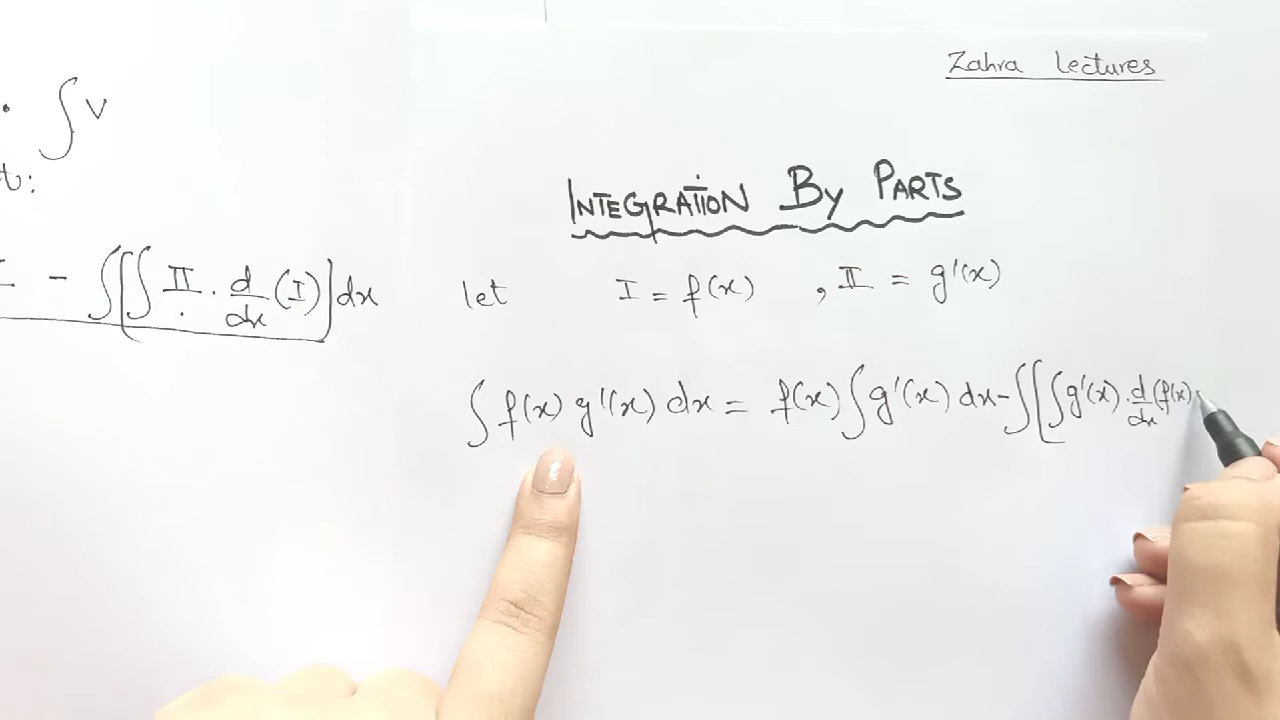 Zahra Lectures
· ∫V
INTEGRATION BY PARTS
- ∫[∫ II . d/dx (I)] dx
let I = f(x) , II = g'(x)
∫ f(x) g'(x) dx = f(x) ∫ g'(x) dx - ∫[∫ g'(x) . d/dx (f(x)